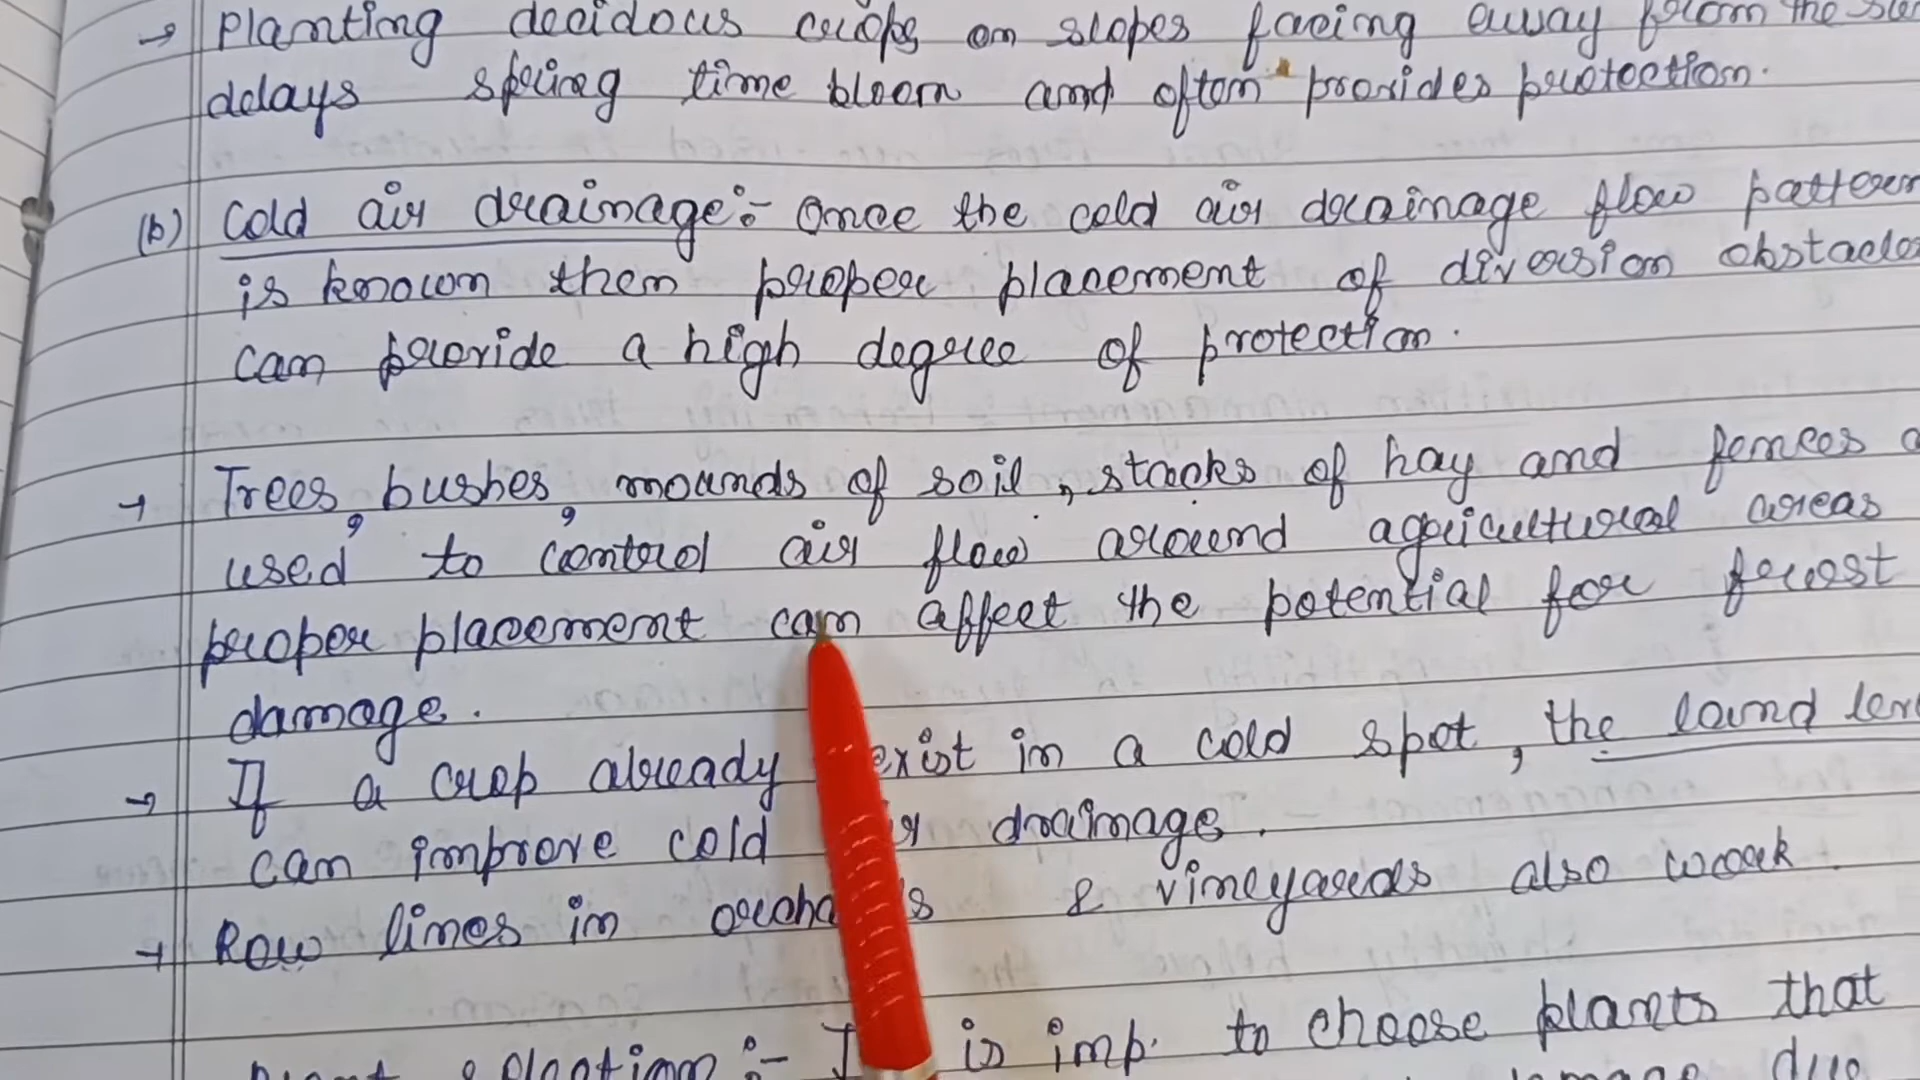 → Planting decidous crops on slopes facing away from the
delays spring time bloom and often provides protection.
(b) Cold air drainage :- Once the cold air drainage flow pattern
is known then proper placement of diversion obstacles
can provide a high degree of protection.
→ Trees, bushes, mounds of soil, stacks of hay and fences
used to control air flow around agricultural areas
proper placement can affect the potential for frost
damage.
→ If a crop already exist in a cold spot, the land
can improve cold drainage.
→ Row lines in & vineyards also work.
:- is imp. to choose plants that
due